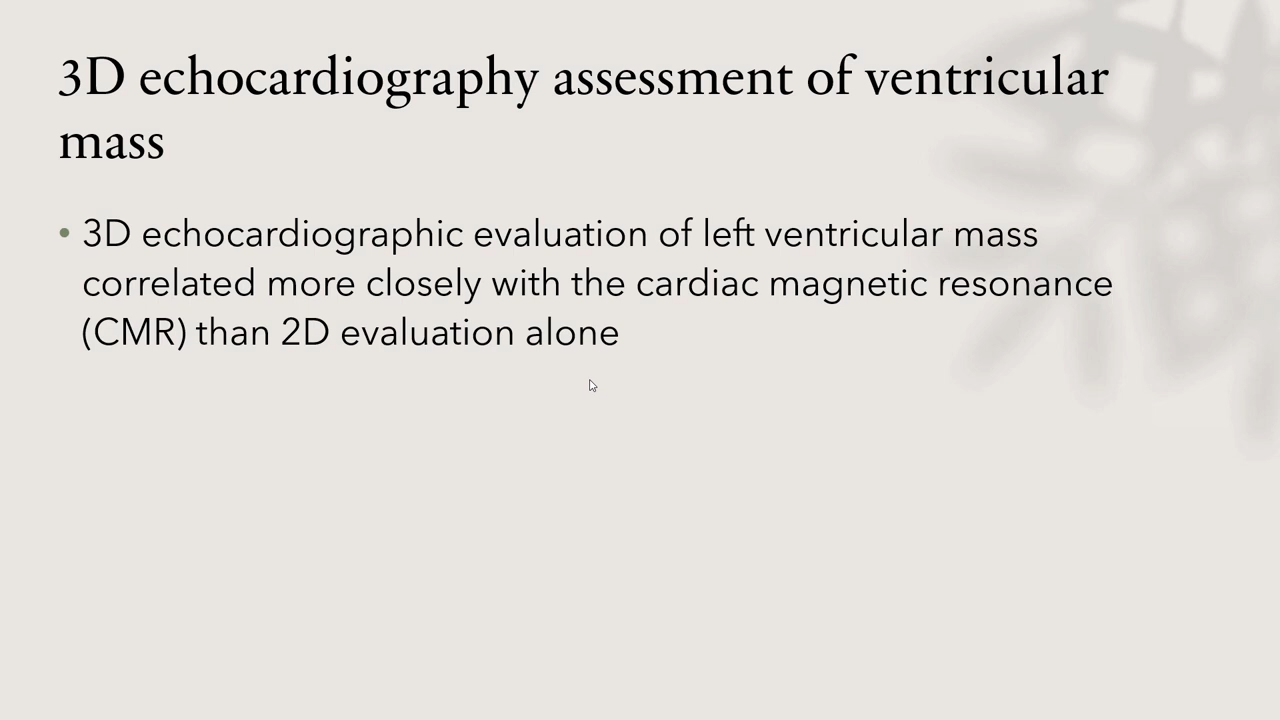 3D echocardiography assessment of ventricular
mass
• 3D echocardiographic evaluation of left ventricular mass
correlated more closely with the cardiac magnetic resonance
(CMR) than 2D evaluation alone